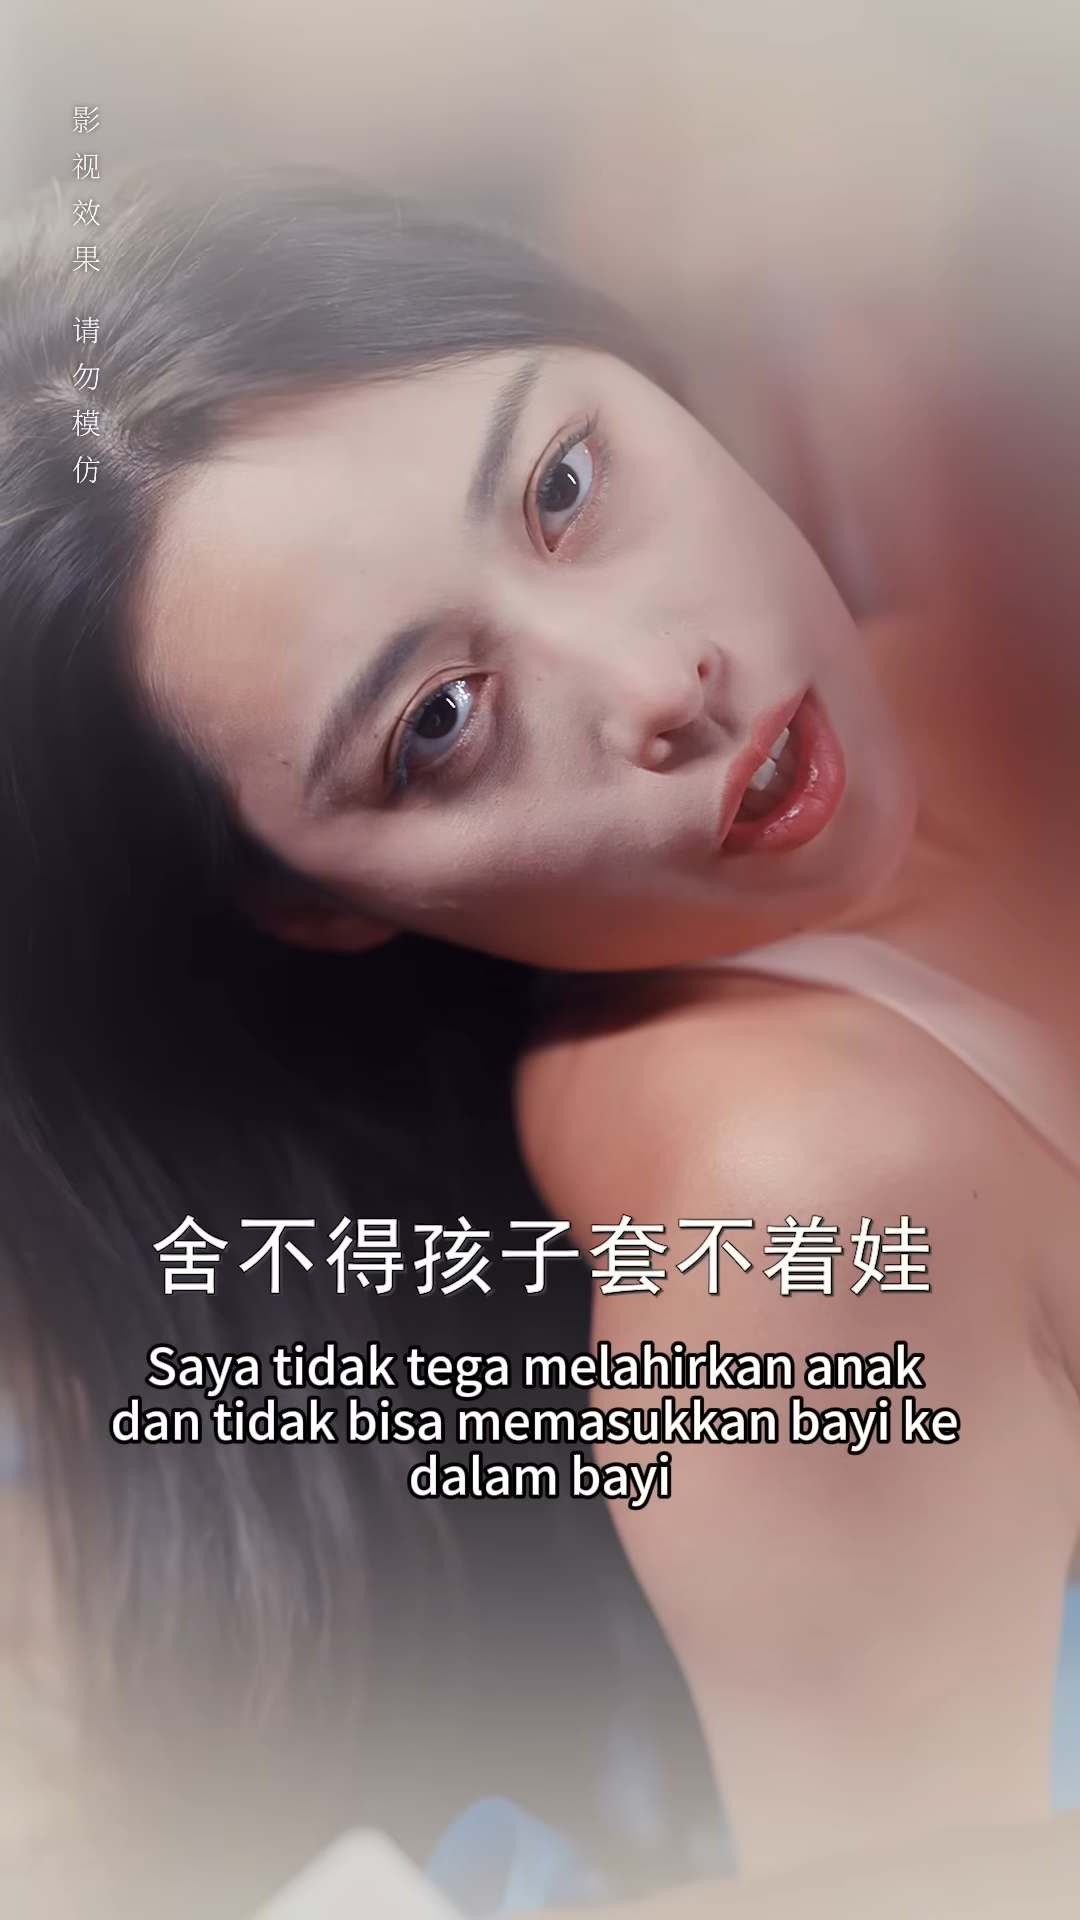 影视效果 请勿模仿
舍不得孩子套不着娃
Saya tidak tega melahirkan anak
dan tidak bisa memasukkan bayi ke
dalam bayi